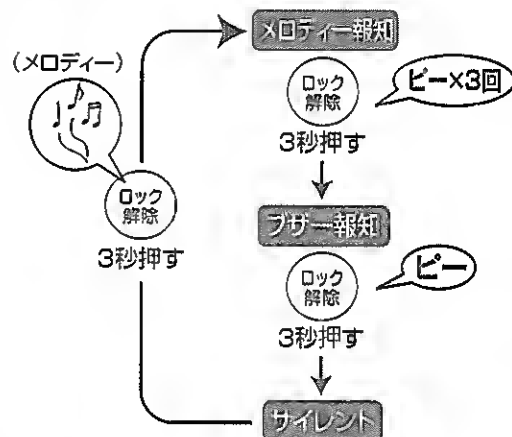 メロディー報知
(メロディー)
ロック
解除
ピー×3回
3秒押す
ロック
解除
3秒押す
ブザー報知
ロック
解除
ピー
3秒押す
サイレント